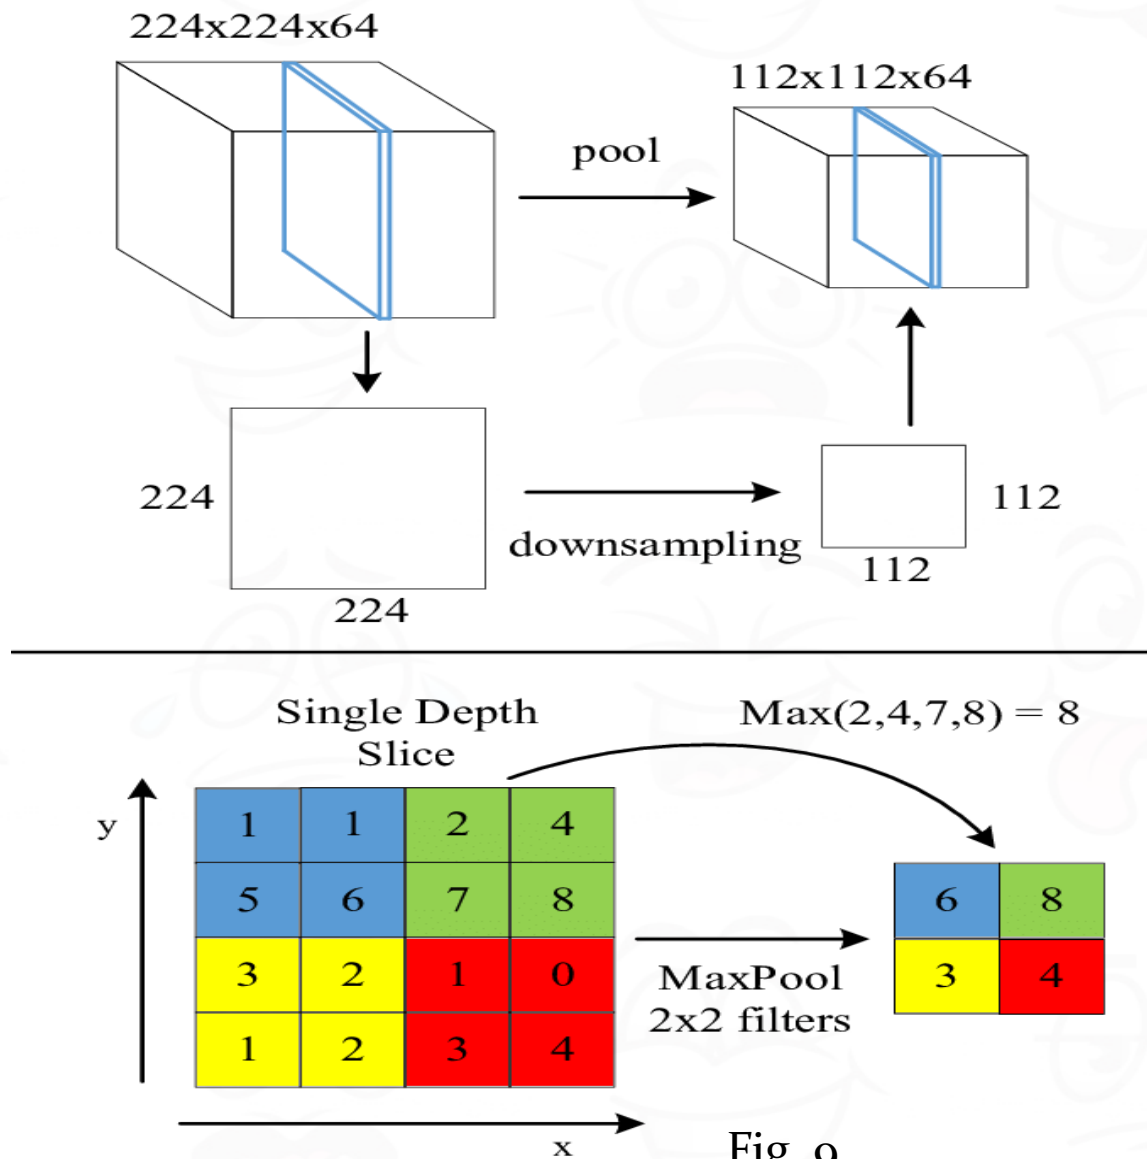 224x224x64
112x112x64
pool
224
224
downsampling
112
112
Single Depth
Slice
Max(2,4,7,8) = 8
y
1 1 2 4
5 6 7 8
3 2 1 0
1 2 3 4
x
MaxPool
2x2 filters
6 8
3 4
Fig. 9